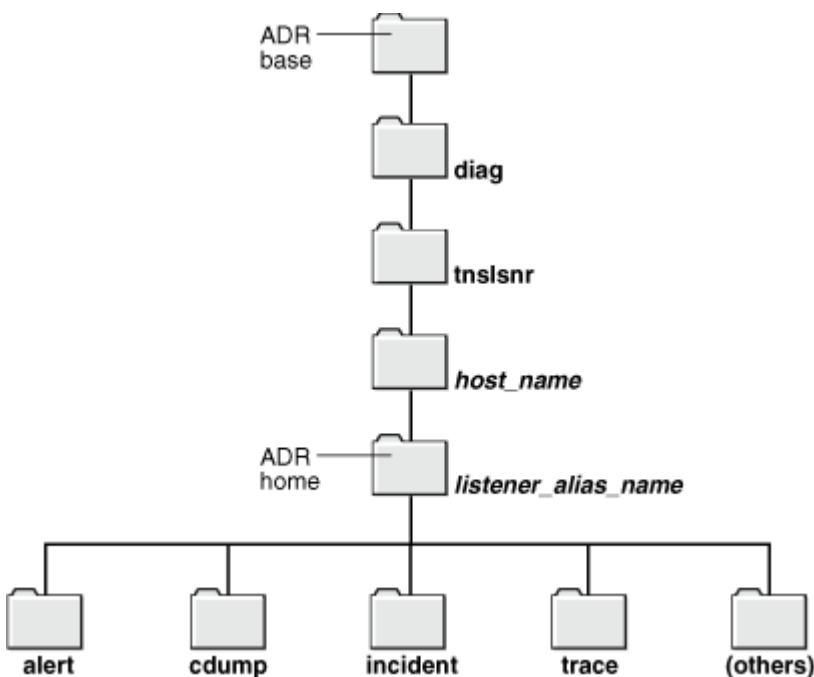 ADR
base
diag
tnslsnr
host_name
ADR
home
listener_alias_name
alert
cdump
incident
trace
(others)